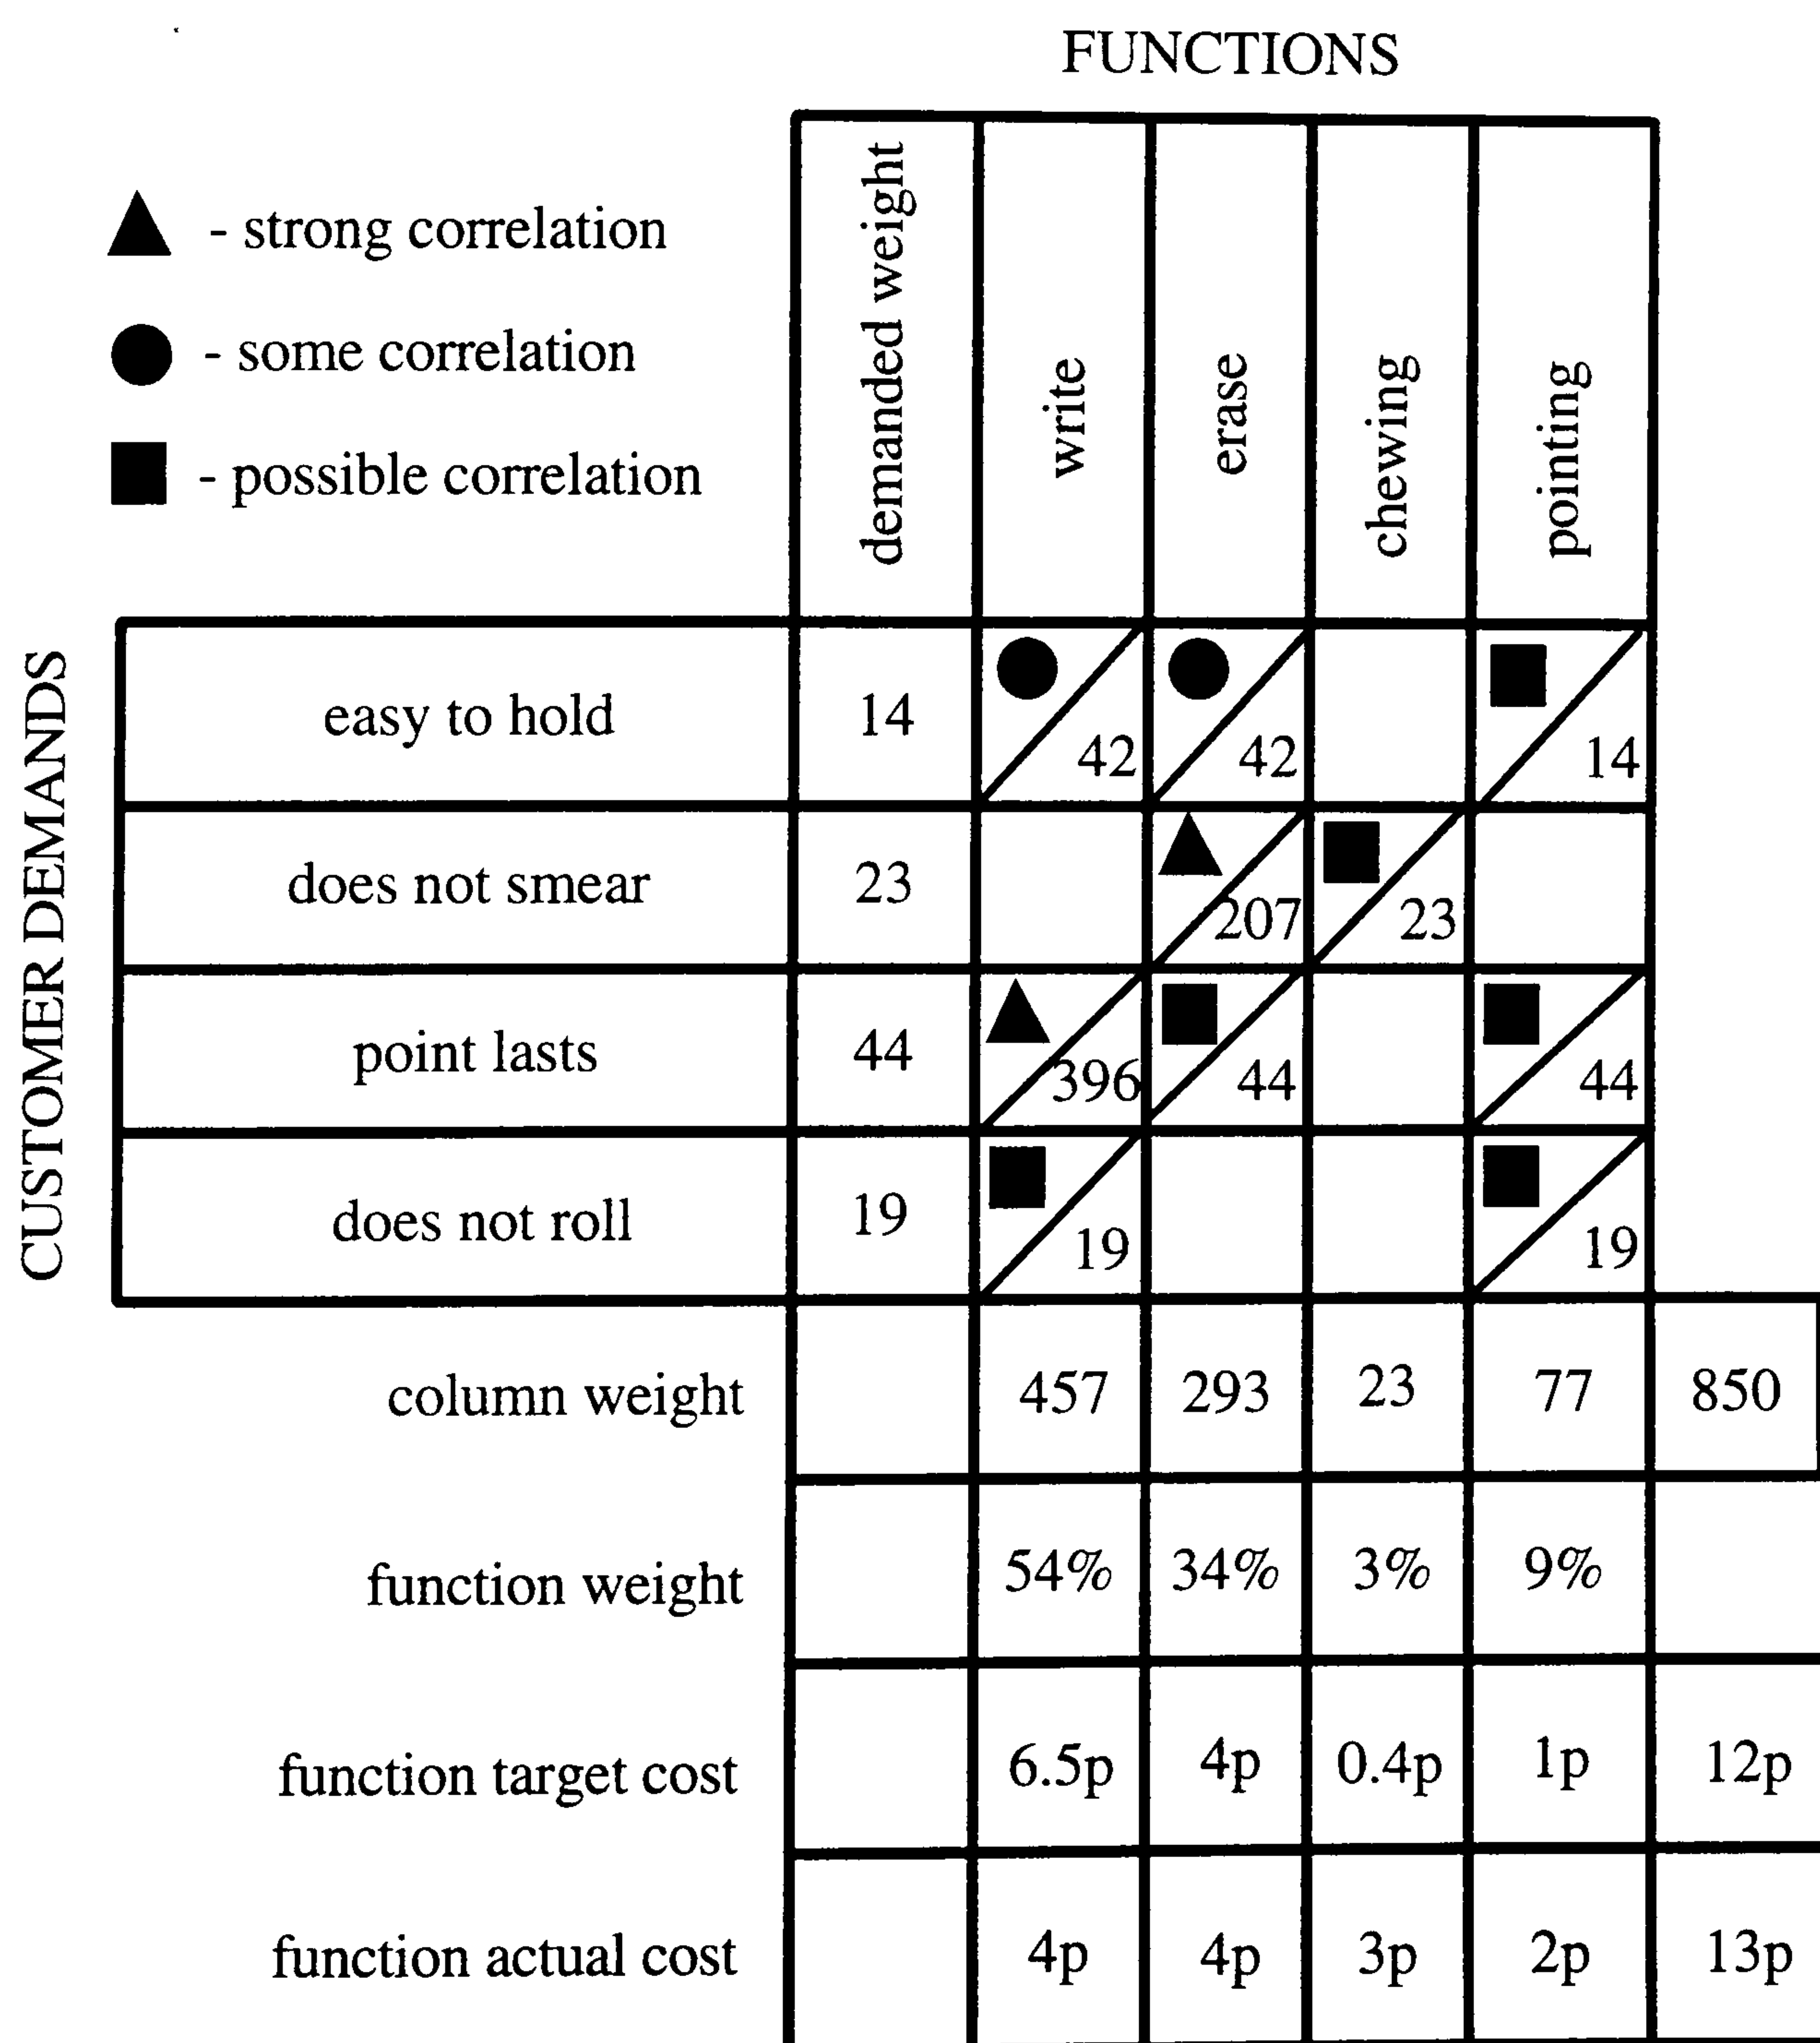 FUNCTIONS
- strong correlation
- some correlation
- possible correlation
demanded weight
write
erase
chewing
pointing
CUSTOMER DEMANDS
easy to hold 14 42 42 14
does not smear 23 207 23
point lasts 44 396 44 44
does not roll 19 19 19
column weight 457 293 23 77 850
function weight 54% 34% 3% 9%
function target cost 6.5p 4p 0.4p 1p 12p
function actual cost 4p 4p 3p 2p 13p